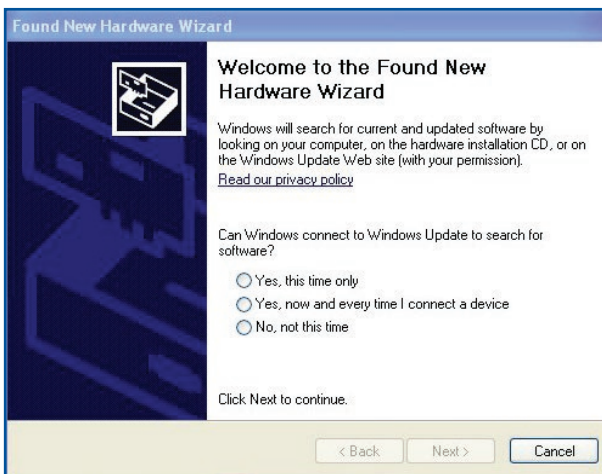 Found New Hardware Wizard
Welcome to the Found New
Hardware Wizard
Windows will search for current and updated software by
looking on your computer, on the hardware installation CD, or on
the Windows Update Web site (with your permission).
Read our privacy policy
Can Windows connect to Windows Update to search for
software?
Yes, this time only
Yes, now and every time I connect a device
No, not this time
Click Next to continue.
< Back
Next >
Cancel